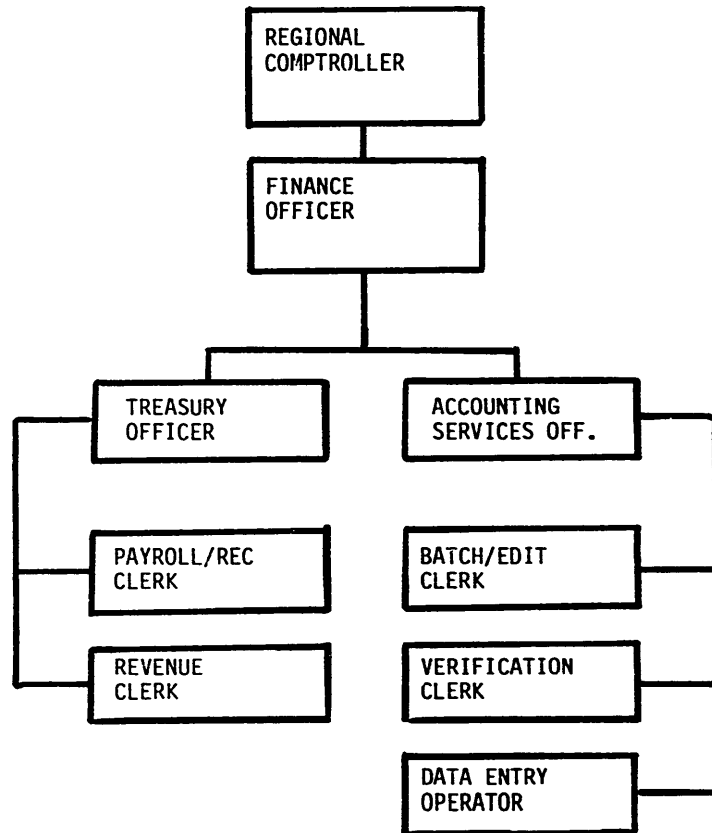 REGIONAL
COMPTROLLER
FINANCE
OFFICER
TREASURY
OFFICER
ACCOUNTING
SERVICES OFF.
PAYROLL/REC
CLERK
BATCH/EDIT
CLERK
REVENUE
CLERK
VERIFICATION
CLERK
DATA ENTRY
OPERATOR